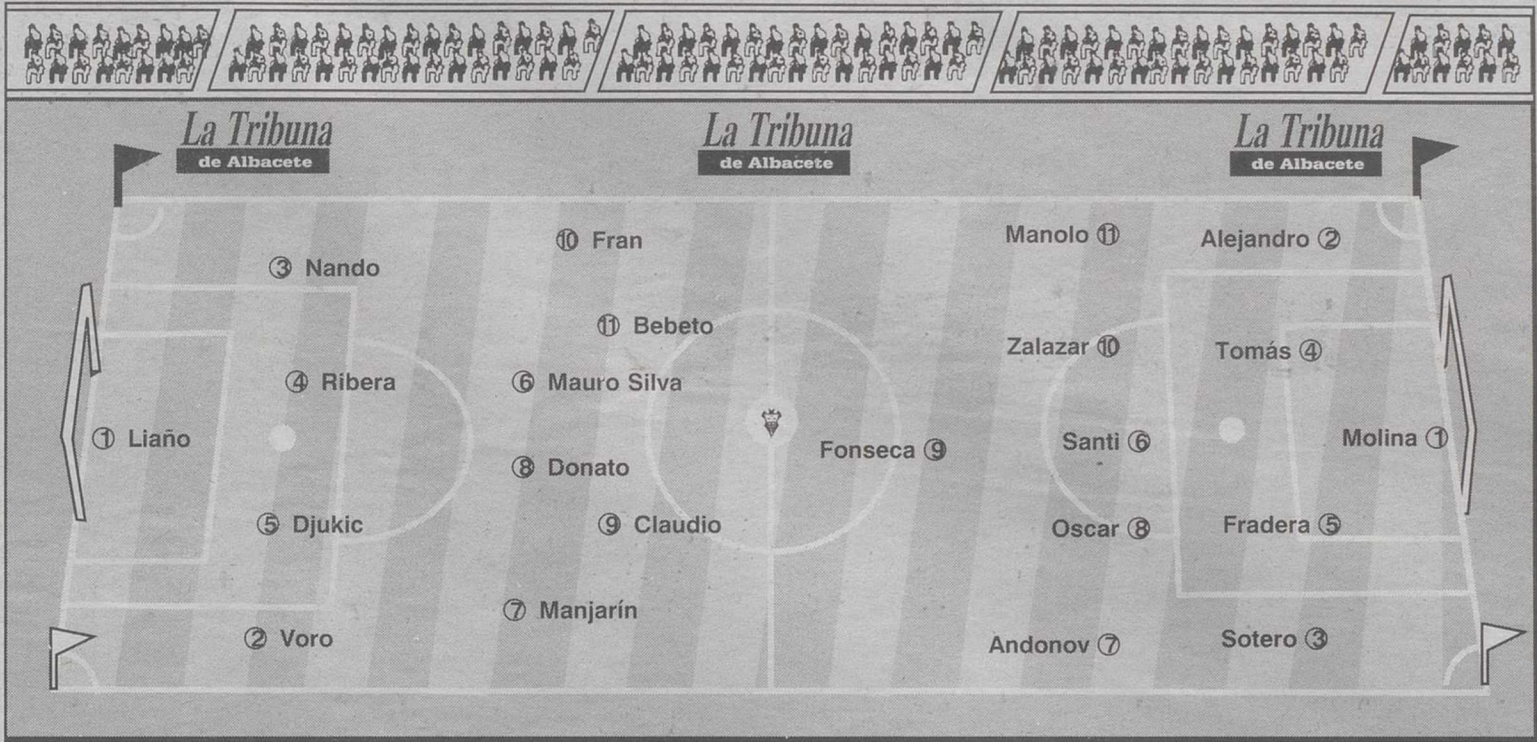 La Tribuna
de Albacete
La Tribuna
de Albacete
La Tribuna
de Albacete
③ Nando
④ Ribera
① Liaño
⑤ Djukic
② Voro
⑩ Fran
⑪ Bebeto
⑥ Mauro Silva
⑧ Donato
⑨ Claudio
⑦ Manjarín
Fonseca ⑨
Manolo ⑪
Zalazar ⑩
Santi ⑥
Oscar ⑧
Andonov ⑦
Alejandro ②
Tomás ④
Molina ①
Fradera ⑤
Sotero ③